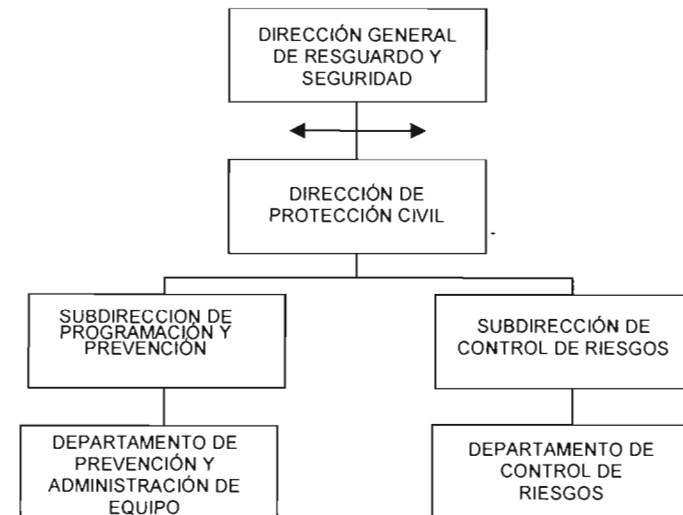 DIRECCIÓN GENERAL
DE RESGUARDO Y
SEGURIDAD
DIRECCIÓN DE
PROTECCIÓN CIVIL
SUBDIRECCION DE
PROGRAMACIÓN Y
PREVENCIÓN
SUBDIRECCIÓN DE
CONTROL DE RIESGOS
DEPARTAMENTO DE
PREVENCIÓN Y
ADMINISTRACIÓN DE
EQUIPO
DEPARTAMENTO DE
CONTROL DE
RIESGOS